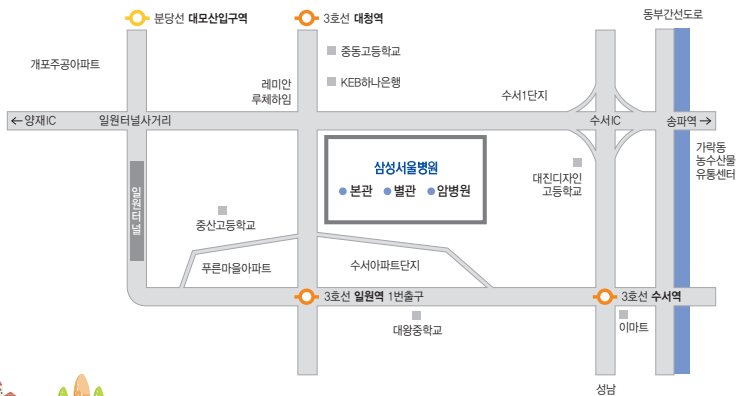 분당선 대모산입구역
3호선 대청역
동부간선도로
중동고등학교
개포주공아파트
KEB하나은행
레미안
루체하임
수서1단지
←양재IC
일원터널사거리
수서IC
송파역→
가락동
농수산물
유통센터
삼성서울병원
본관
별관
암병원
대진디자인
고등학교
일원터널
중산고등학교
푸른마을아파트
수서아파트단지
3호선 일원역 1번출구
3호선 수서역
대왕중학교
이마트
성남